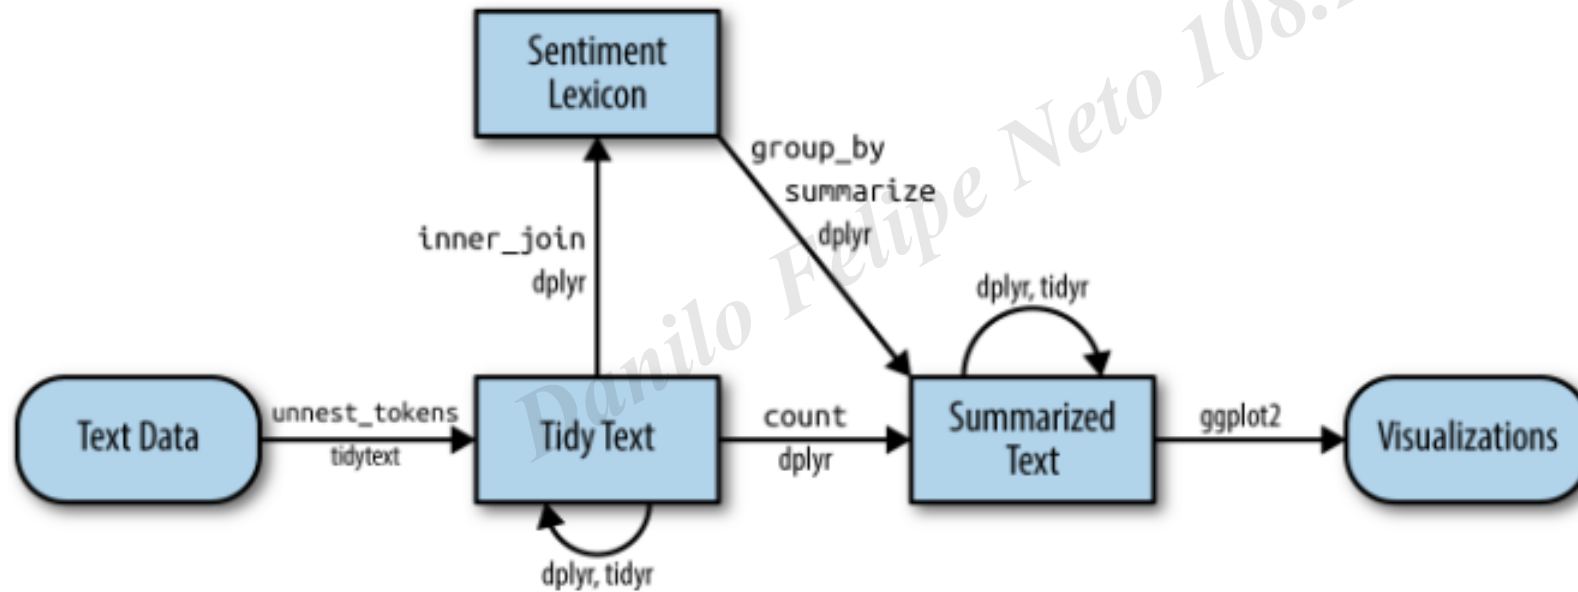 Sentiment
Lexicon
group_by
summarize
dplyr
inner_join
dplyr
dplyr, tidyr
Text Data
unnest_tokens
tidytext
Tidy Text
count
dplyr
Summarized
Text
ggplot2
Visualizations
dplyr, tidyr
Danilo Felipe Neto 108.